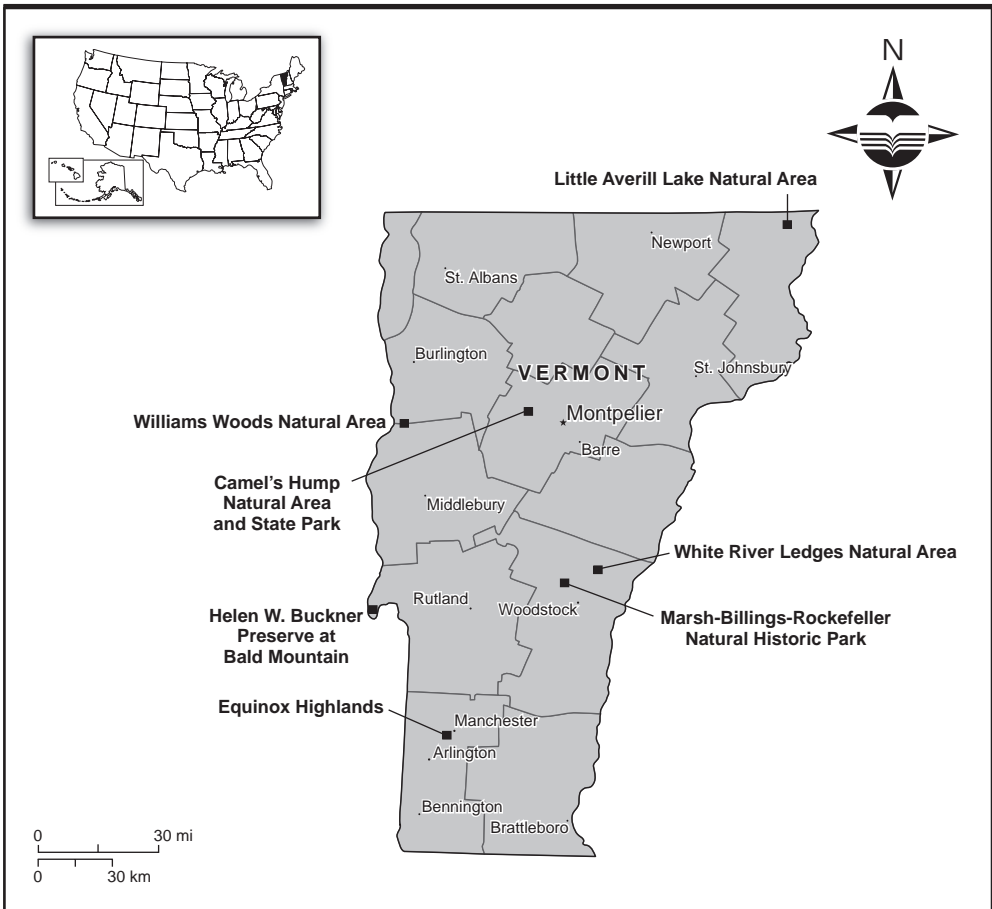 N
Little Averill Lake Natural Area
Newport
St. Albans
Burlington
VERMONT
St. Johnsbury
Williams Woods Natural Area
Montpelier
Barre
Camel's Hump
Natural Area
and State Park
Middlebury
White River Ledges Natural Area
Rutland
Woodstock
Helen W. Buckner
Preserve at
Bald Mountain
Marsh-Billings-Rockefeller
Natural Historic Park
Equinox Highlands
Manchester
Arlington
Bennington
Brattleboro
0 30 mi
0 30 km